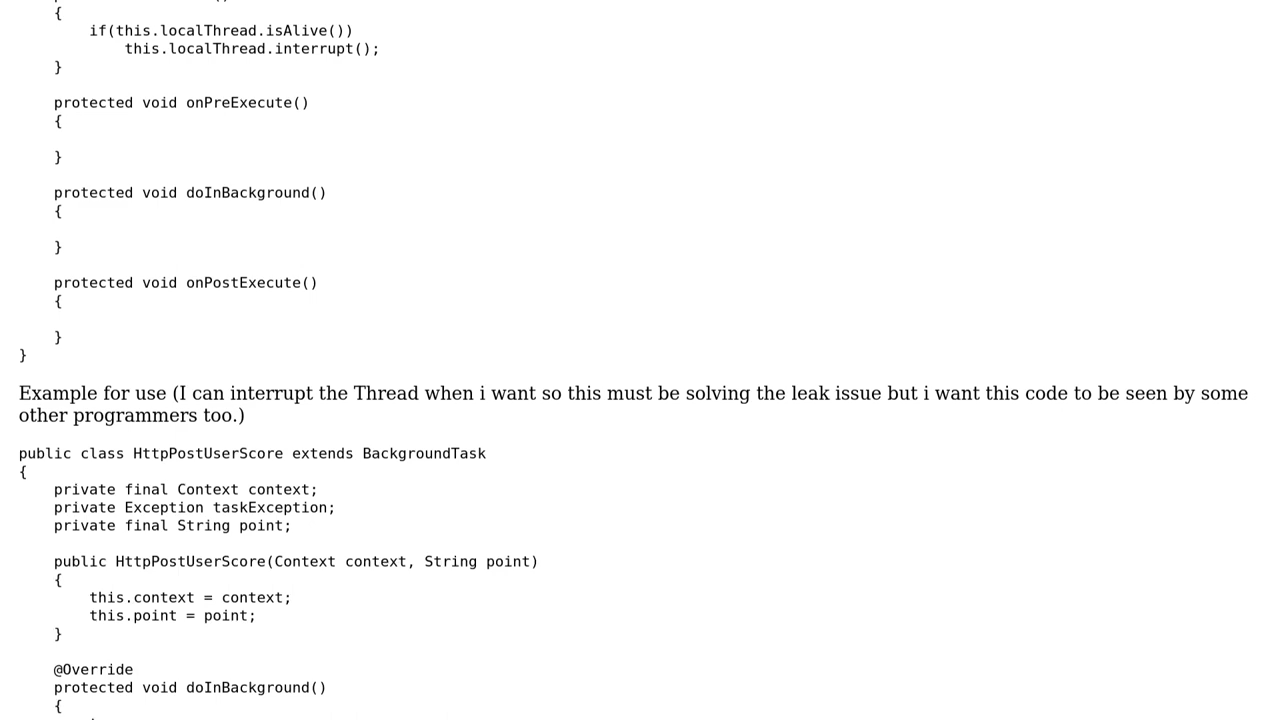 {
if(this.localThread.isAlive())
this.localThread.interrupt();
}
protected void onPreExecute()
{
}
protected void doInBackground()
{
}
protected void onPostExecute()
{
}
}
Example for use (I can interrupt the Thread when i want so this must be solving the leak issue but i want this code to be seen by some
other programmers too.)
public class HttpPostUserScore extends BackgroundTask
{
private final Context context;
private Exception taskException;
private final String point;
public HttpPostUserScore(Context context, String point)
{
this.context = context;
this.point = point;
}
@Override
protected void doInBackground()
{